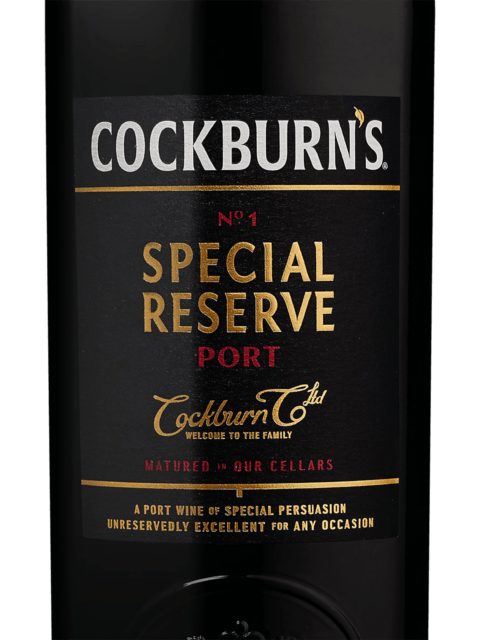 COCKBURN'S®
Nº1
SPECIAL
RESERVE
PORT
Cockburn C Ltd
WELCOME TO THE FAMILY
MATURED IN OUR CELLARS
A PORT WINE OF SPECIAL PERSUASION
UNRESERVEDLY EXCELLENT FOR ANY OCCASION